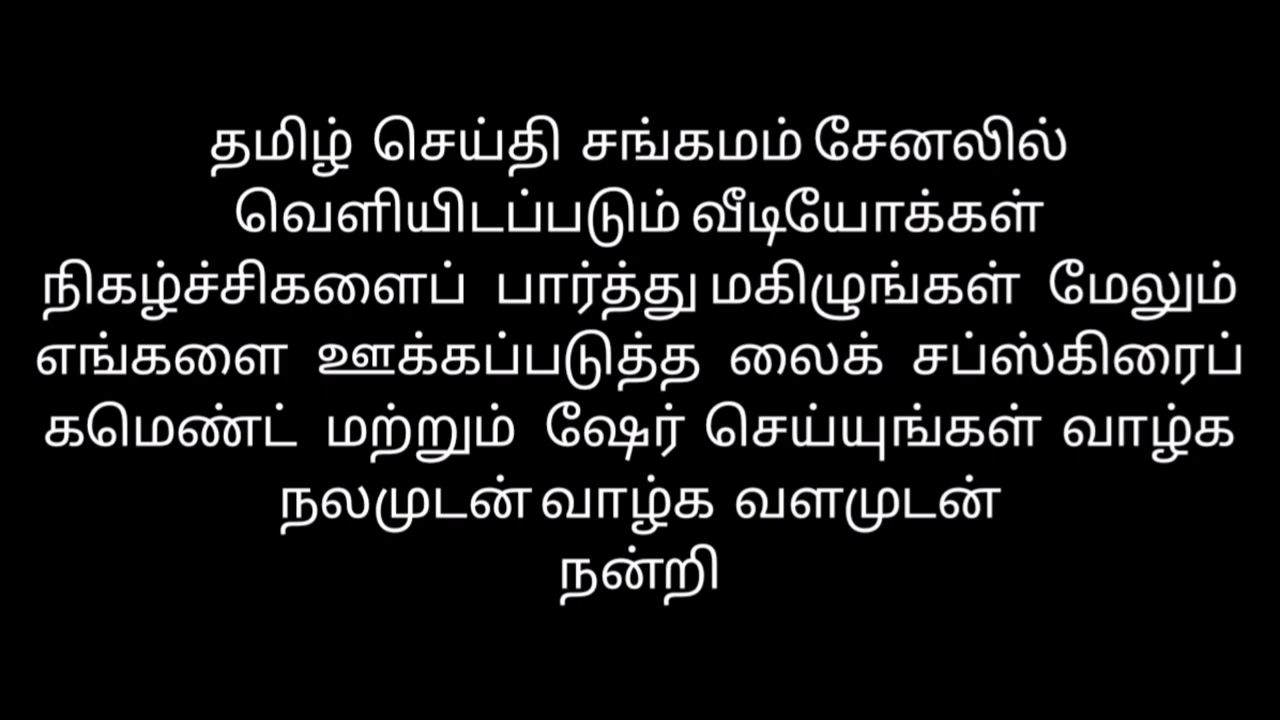 தமிழ் செய்தி சங்கமம் சேனலில்
வெளியிடப்படும் வீடியோக்கள்
நிகழ்ச்சிகளைப் பார்த்து மகிழுங்கள் மேலும்
எங்களை ஊக்கப்படுத்த லைக் சப்ஸ்கிரைப்
கமெண்ட் மற்றும் ஷேர் செய்யுங்கள் வாழ்க
நலமுடன் வாழ்க வளமுடன்
நன்றி